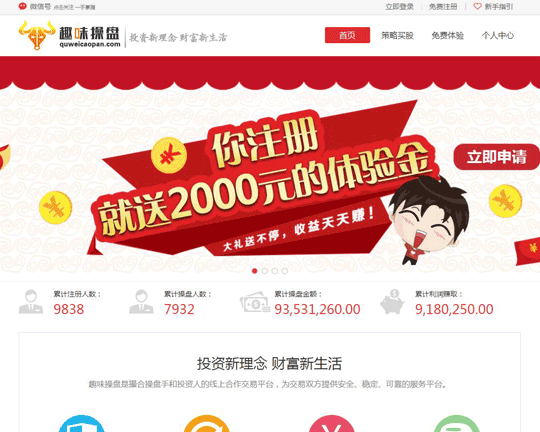 微信号 点击关注 一手掌握
立即登录 | 免费注册 | 新手指引
趣味操盘
quweicaopan.com
投资新理念 财富新生活
首页 策略买股 免费体验 个人中心
你注册
就送2000元的体验金
大礼送不停，收益天天赚！
立即申请
累计注册人数：
9838
累计操盘人数：
7932
累计操盘金额：
93,531,260.00
累计利润赚取：
9,180,250.00
投资新理念 财富新生活
趣味操盘是撮合操盘手和投资人的线上合作交易平台，为交易双方提供安全、稳定、可靠的服务平台。